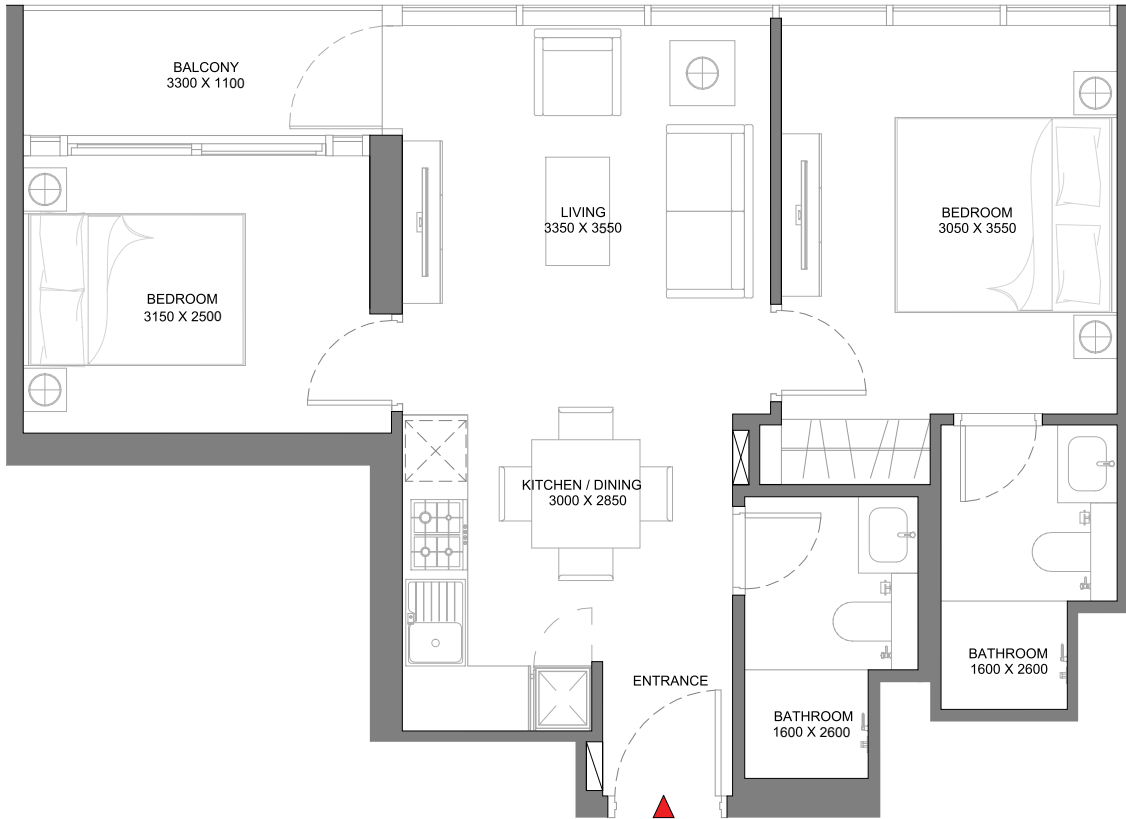 BALCONY
3300 X 1100
LIVING
3350 X 3550
BEDROOM
3050 X 3550
BEDROOM
3150 X 2500
KITCHEN / DINING
3000 X 2850
BATHROOM
1600 X 2600
ENTRANCE
BATHROOM
1600 X 2600